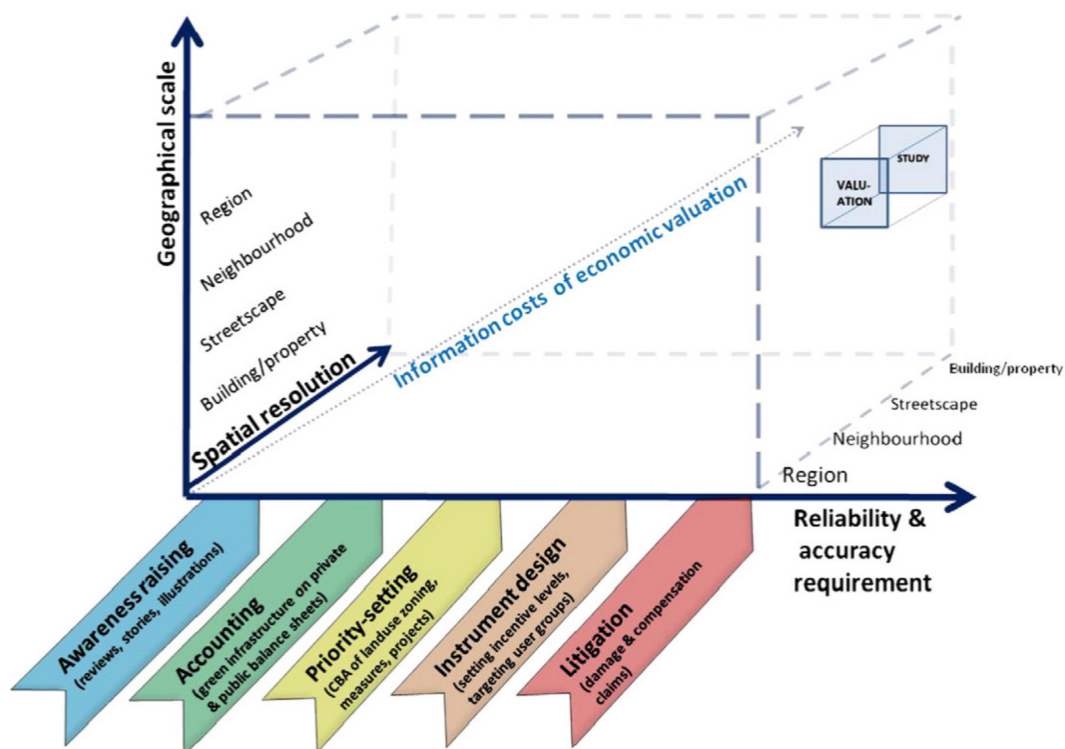 Geographical scale
Region
Neighbourhood
Streetscape
Building/property
Spatial resolution
Information costs of economic valuation
VALU-
ATION
STUDY
Building/property
Streetscape
Neighbourhood
Region
Reliability &
accuracy
requirement
Awareness raising
(reviews, stories, illustrations)
Accounting
(green infrastructure on private
& public balance sheets)
Priority-setting
(CBA of landuse zoning,
measures, projects)
Instrument design
(setting incentive levels,
targeting user groups)
Litigation
(damage & compensation
claims)